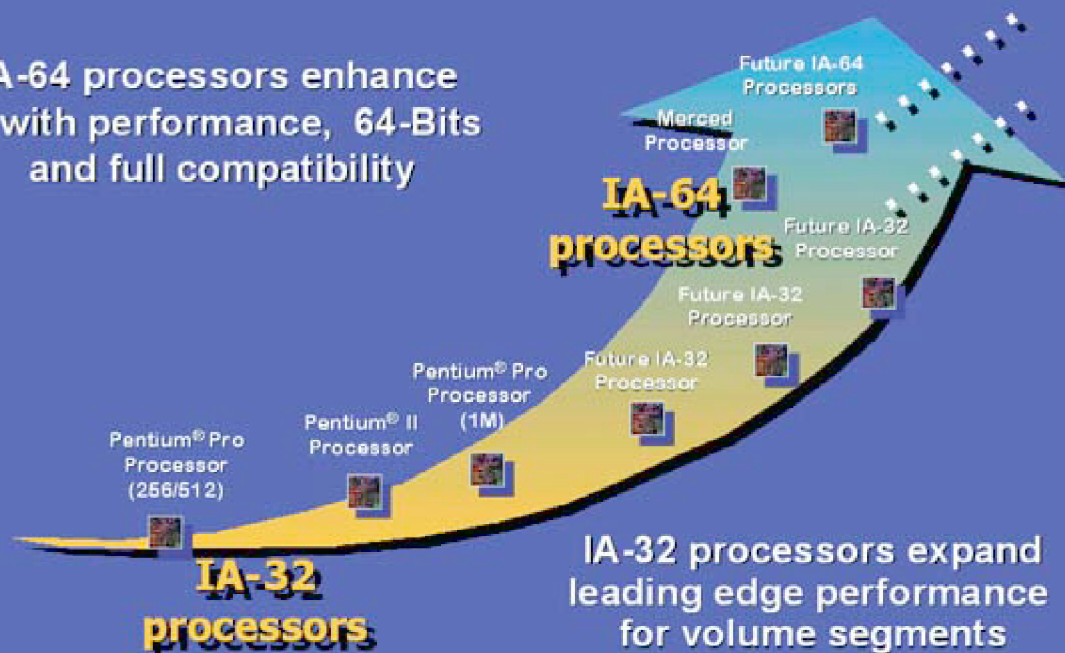 A-64 processors enhance
with performance, 64-Bits
and full compatibility
Future IA-64
Processors
Merced
Processor
IA-64
processors
Future IA-32
Processor
Future IA-32
Processor
Future IA-32
Processor
Pentium® Pro
Processor
(1M)
Pentium® II
Processor
Pentium® Pro
Processor
(256/512)
IA-32
processors
IA-32 processors expand
leading edge performance
for volume segments